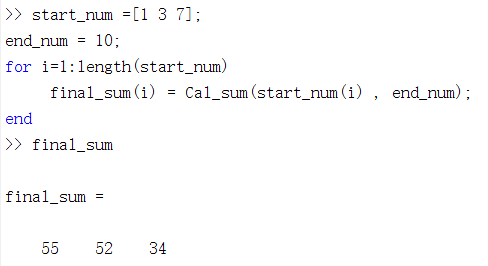 >> start_num =[1 3 7];
end_num = 10;
for i=1:length(start_num)
final_sum(i) = Cal_sum(start_num(i) , end_num);
end
>> final_sum
final_sum =
55 52 34